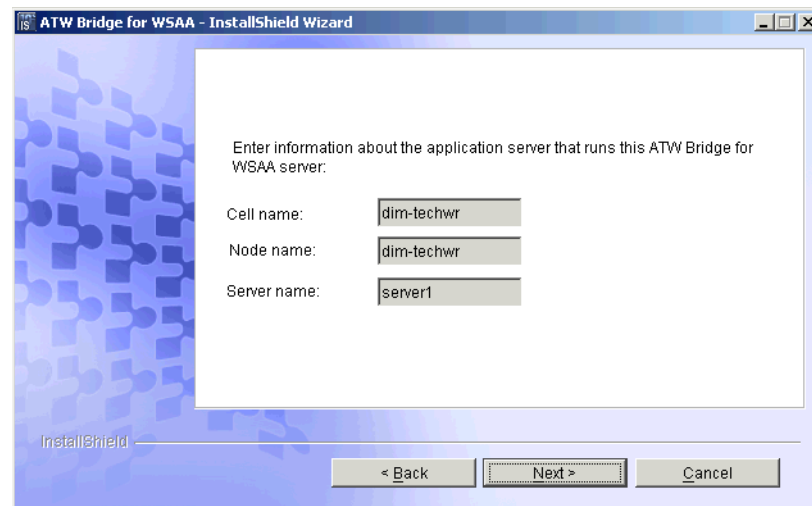 ATW Bridge for WSAA - InstallShield Wizard
Enter information about the application server that runs this ATW Bridge for
WSAA server:
Cell name: dim-techwr
Node name: dim-techwr
Server name: server1
InstallShield
< Back Next > Cancel